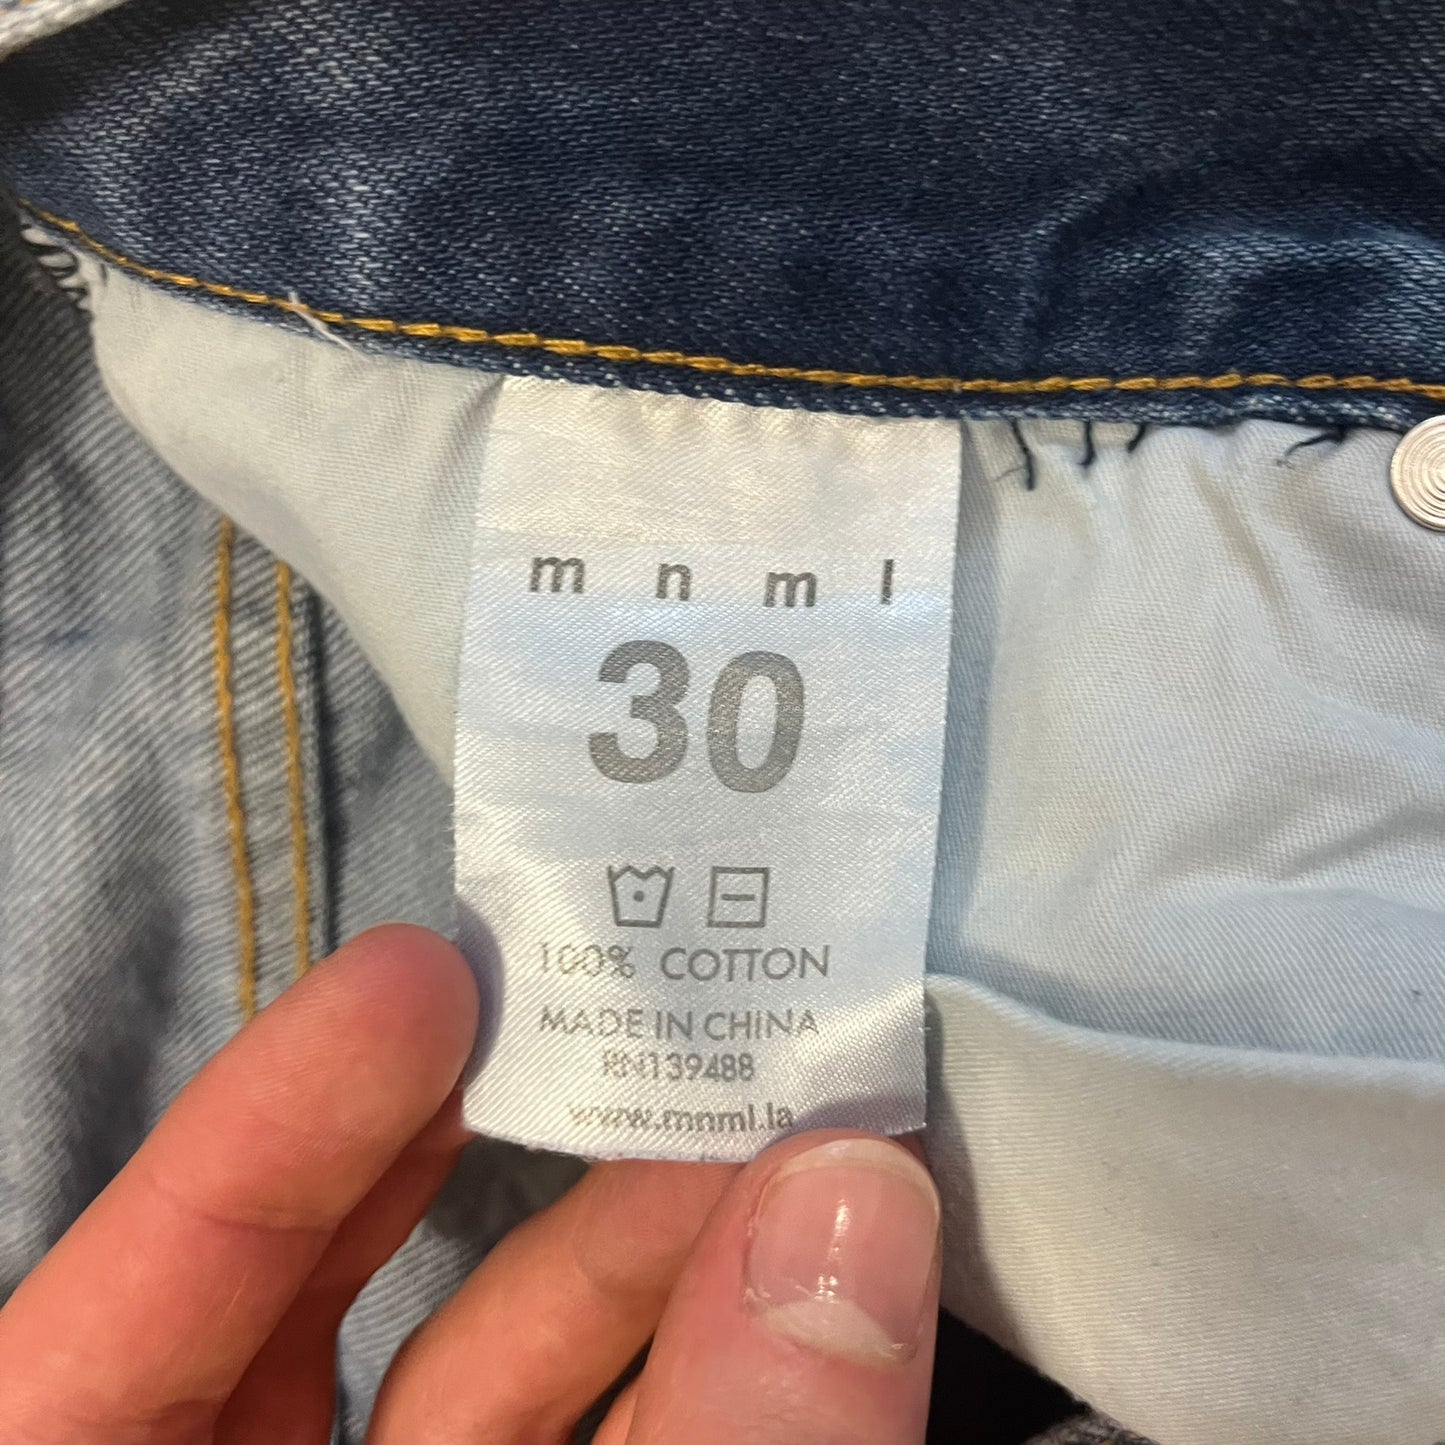 m n m l
30
100% COTTON
MADE IN CHINA
RN139488
www.mnml.la